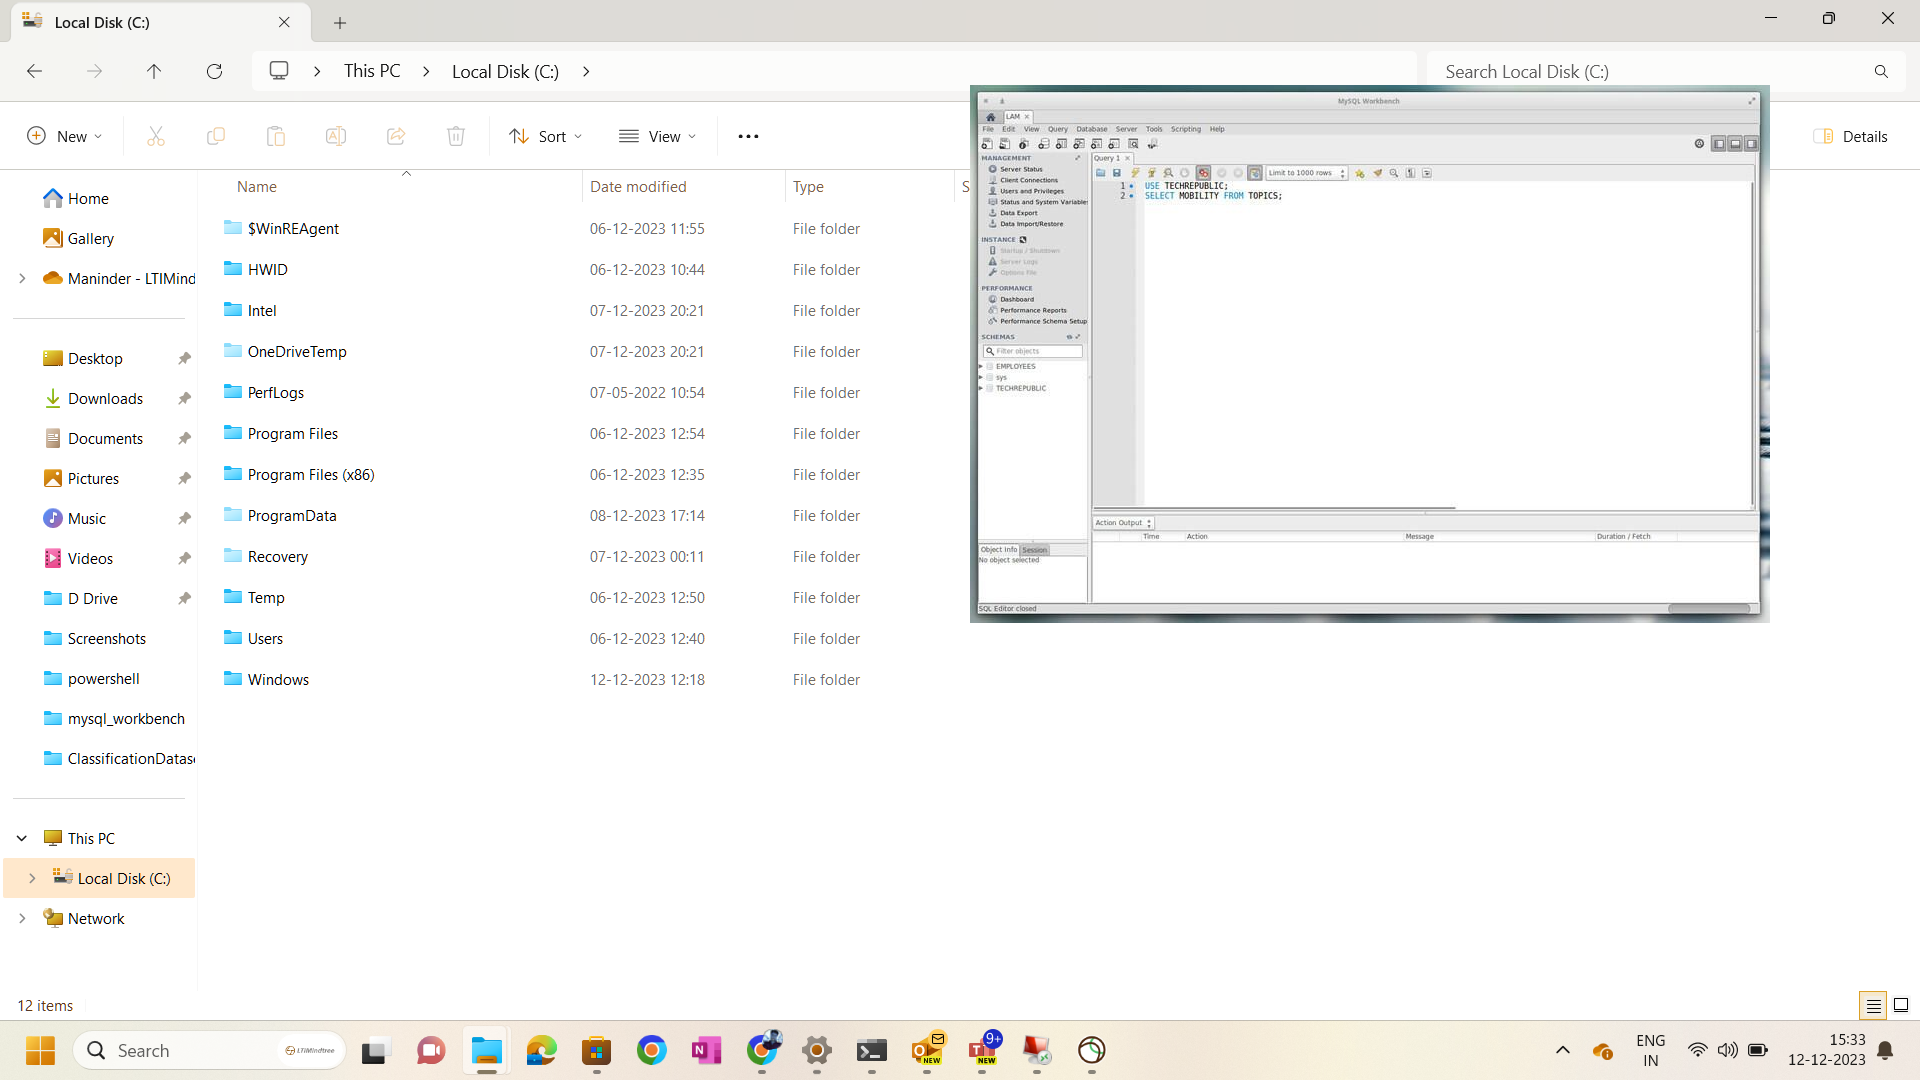 Local Disk (C:)
This PC
Local Disk (C:)
Search Local Disk (C:)
New
Sort
View
Details
Home
Gallery
Maninder - LTIMind
Desktop
Downloads
Documents
Pictures
Music
Videos
D Drive
Screenshots
powershell
mysql_workbench
ClassificationDatas
This PC
Local Disk (C:)
Network
Name Date modified Type S
$WinREAgent 06-12-2023 11:55 File folder
HWID 06-12-2023 10:44 File folder
Intel 07-12-2023 20:21 File folder
OneDriveTemp 07-12-2023 20:21 File folder
PerfLogs 07-05-2022 10:54 File folder
Program Files 06-12-2023 12:54 File folder
Program Files (x86) 06-12-2023 12:35 File folder
ProgramData 08-12-2023 17:14 File folder
Recovery 07-12-2023 00:11 File folder
Temp 06-12-2023 12:50 File folder
Users 06-12-2023 12:40 File folder
Windows 12-12-2023 12:18 File folder
MySQL Workbench
LAM
File Edit View Query Database Server Tools Scripting Help
MANAGEMENT
Server Status
Client Connections
Users and Privileges
Status and System Variable
Data Export
Data Import/Restore
INSTANCE
Startup / Shutdown
Server Logs
Options File
PERFORMANCE
Dashboard
Performance Reports
Performance Schema Setup
SCHEMAS
Filter objects
EMPLOYEES
sys
TECHREPUBLIC
Object Info Session
No object selected
Query 1
Limit to 1000 rows
1 USE TECHREPUBLIC;
2 SELECT MOBILITY FROM TOPICS;
Action Output
Time Action Message Duration / Fetch
SQL Editor closed
12 items
Search
LTIMindtree
NEW
9+
NEW
ENG
IN
15:33
12-12-2023